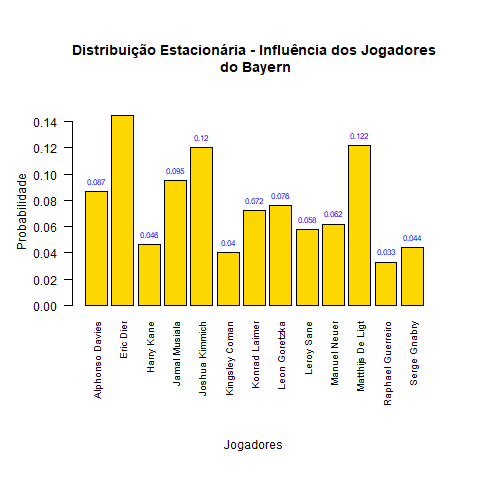 Distribuição Estacionária - Influência dos Jogadores
do Bayern
Probabilidade
0.14
0.12
0.10
0.08
0.06
0.04
0.02
0.00
0.087
0.046
0.095
0.12
0.04
0.072
0.076
0.058
0.062
0.122
0.033
0.044
Alphonso Davies
Eric Dier
Harry Kane
Jamal Musiala
Joshua Kimmich
Kingsley Coman
Konrad Laimer
Leon Goretzka
Leroy Sane
Manuel Neuer
Matthijs De Ligt
Raphael Guerreiro
Serge Gnabry
Jogadores